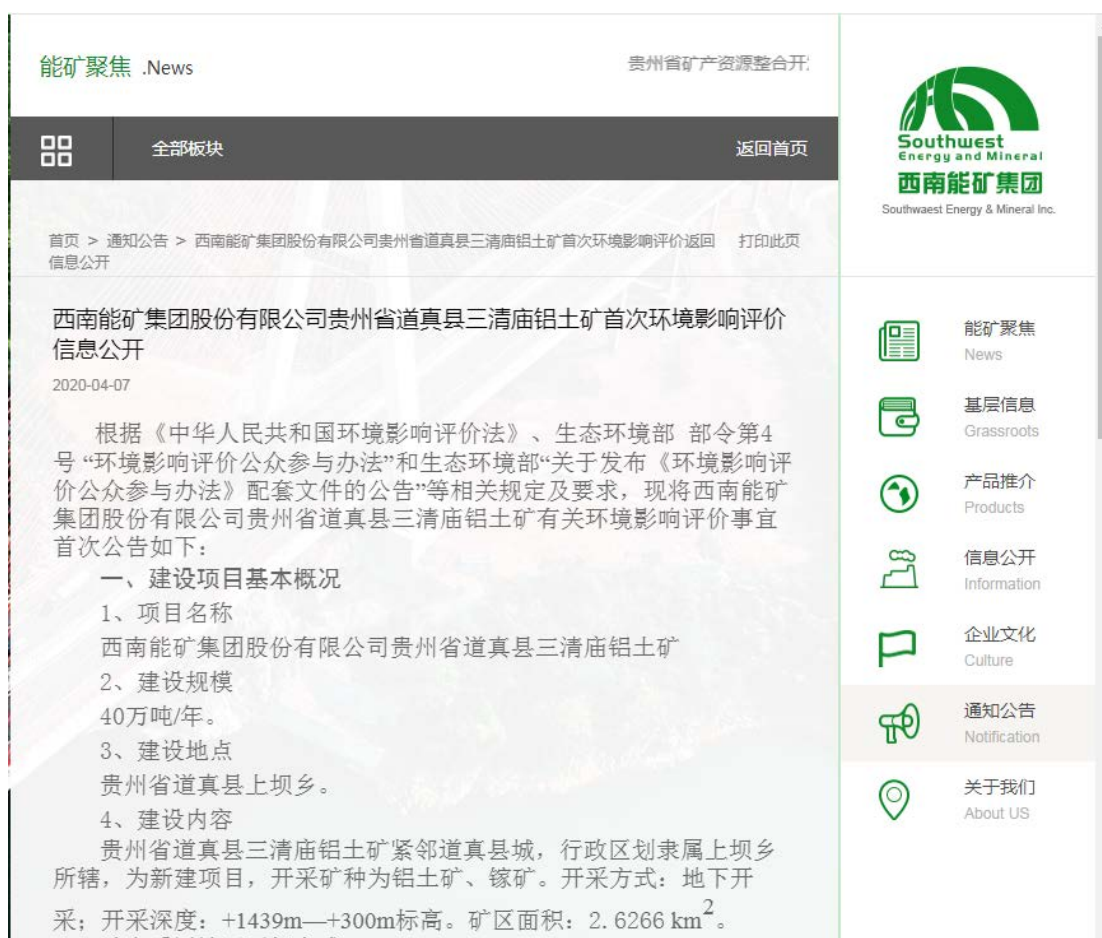 能矿聚焦 .News
贵州省矿产资源整合开
全部板块
返回首页
首页 > 通知公告 > 西南能矿集团股份有限公司贵州省道真县三清庙铝土矿首次环境影响评价
信息公开
返回
打印此页
西南能矿集团股份有限公司贵州省道真县三清庙铝土矿首次环境影响评价
信息公开
2020-04-07
根据《中华人民共和国环境影响评价法》、生态环境部 部令第4
号 “环境影响评价公众参与办法”和生态环境部“关于发布《环境影响评
价公众参与办法》配套文件的公告”等相关规定及要求，现将西南能矿
集团股份有限公司贵州省道真县三清庙铝土矿有关环境影响评价事宜
首次公告如下：
一、建设项目基本概况
1、项目名称
西南能矿集团股份有限公司贵州省道真县三清庙铝土矿
2、建设规模
40万吨/年。
3、建设地点
贵州省道真县上坝乡。
4、建设内容
贵州省道真县三清庙铝土矿紧邻道真县城，行政区划隶属上坝乡
所辖，为新建项目，开采矿种为铝土矿、镓矿。开采方式：地下开
采；开采深度：+1439m—+300m标高。矿区面积：2.6266 km²。
Southwest
Energy and Mineral
西南能矿集团
Southwaest Energy & Mineral Inc.
能矿聚焦
News
基层信息
Grassroots
产品推介
Products
信息公开
Information
企业文化
Culture
通知公告
Notification
关于我们
About US